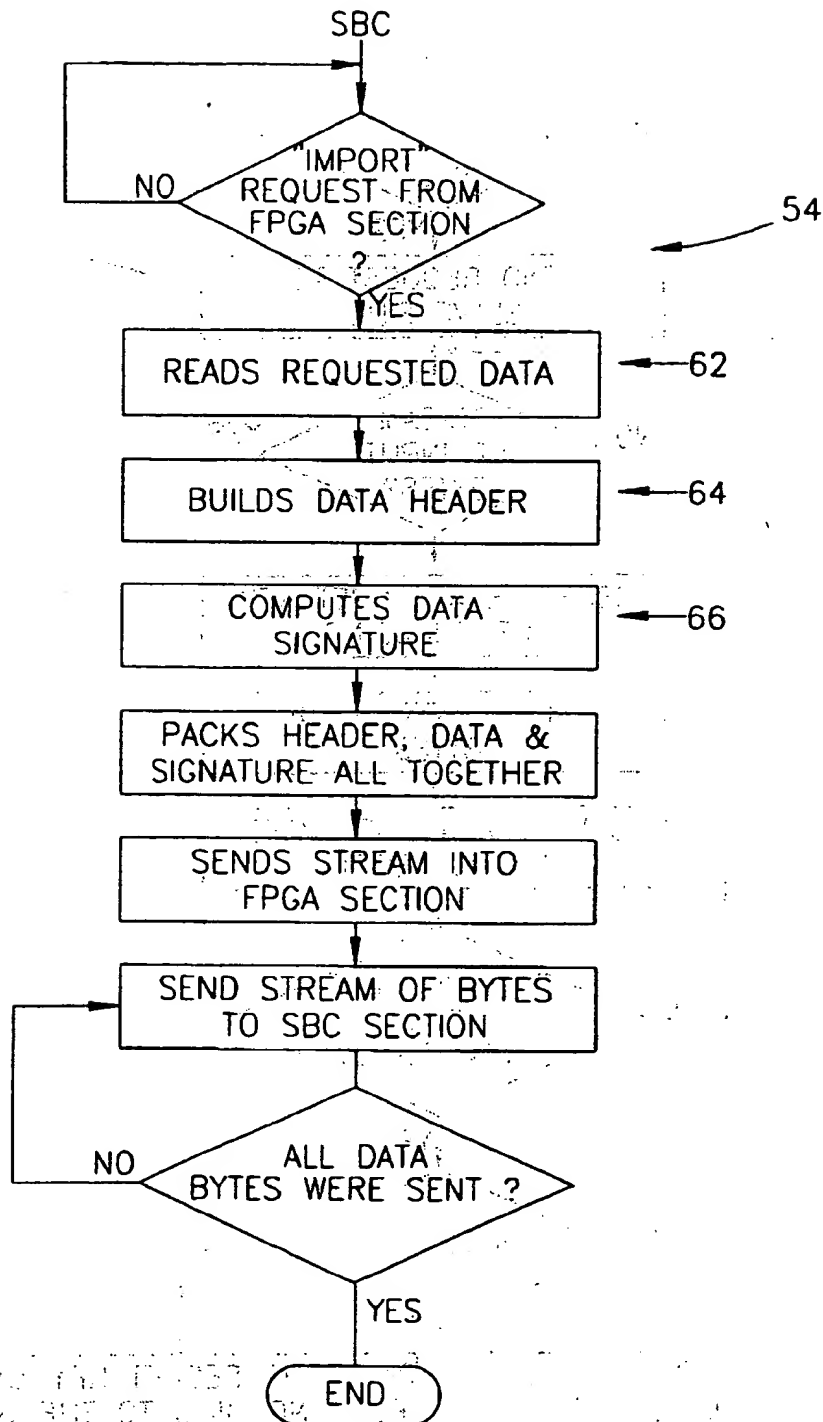 SBC
"IMPORT"
REQUEST FROM
FPGA SECTION
?
NO
YES
54
READS REQUESTED DATA
62
BUILDS DATA HEADER
64
COMPUTES DATA
SIGNATURE
66
PACKS HEADER, DATA &
SIGNATURE ALL TOGETHER
SENDS STREAM INTO
FPGA SECTION
SEND STREAM OF BYTES
TO SBC SECTION
ALL DATA
BYTES WERE SENT ?
NO
YES
END